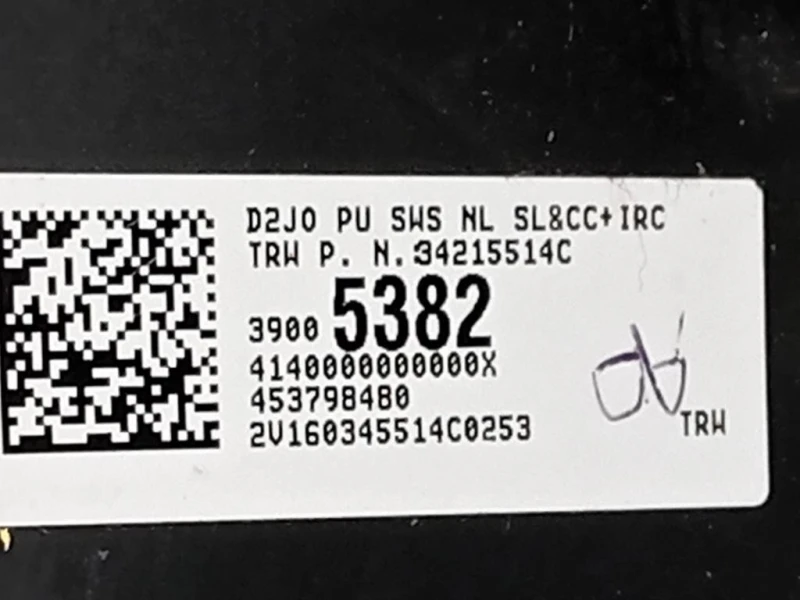 D2JO PU SWS NL SL&CC+IRC
TRW P. N.34215514C
3900 5382
4140000000000X
453798480
2V160345514C0253
TRW